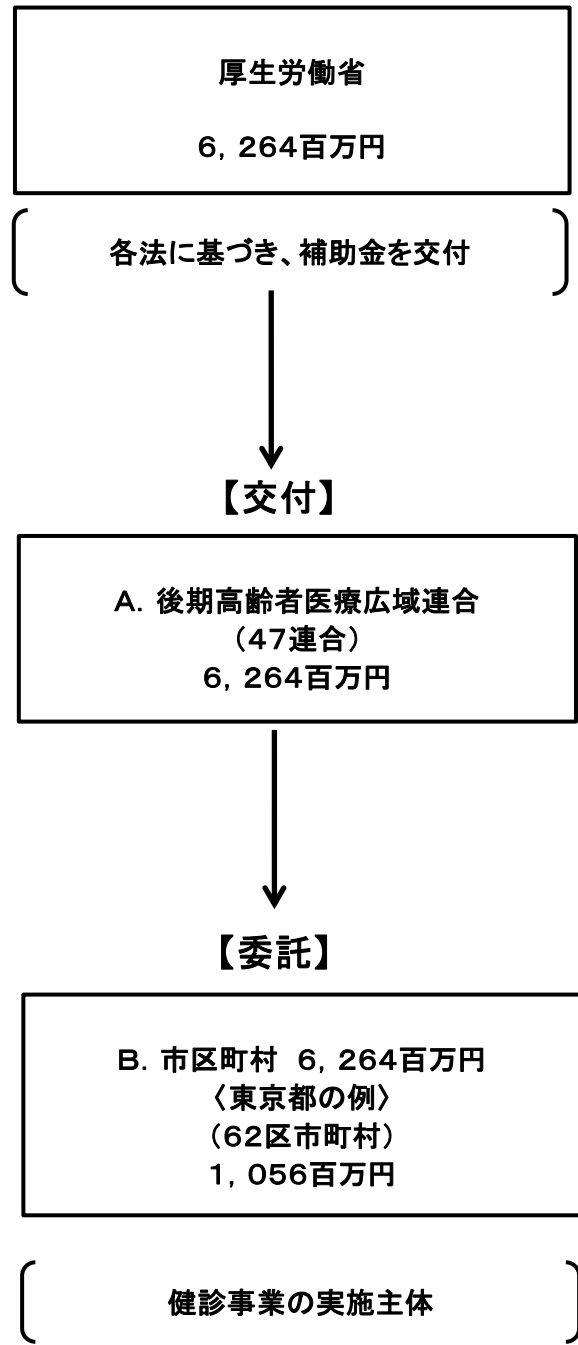 厚生労働省
6，264百万円
各法に基づき、補助金を交付
【交付】
A．後期高齢者医療広域連合
（47連合）
6，264百万円
【委託】
B．市区町村 6，264百万円
〈東京都の例〉
（62区市町村）
1，056百万円
健診事業の実施主体